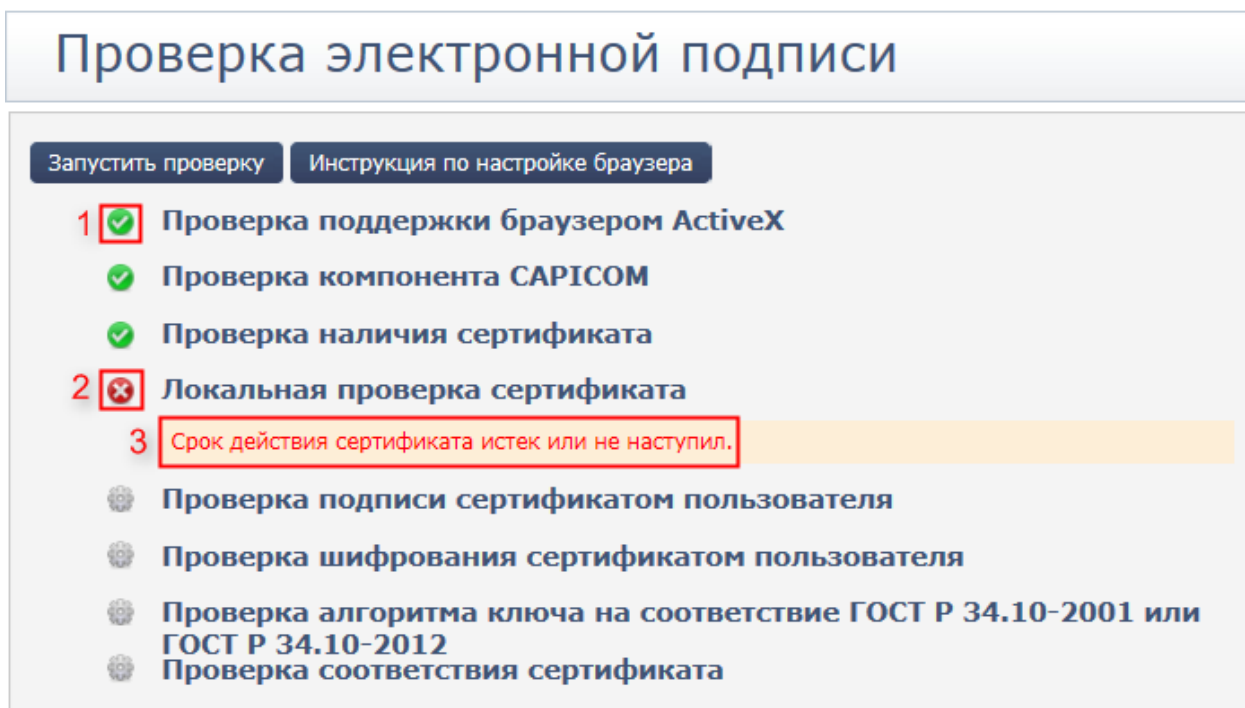 Проверка электронной подписи
Запустить проверку Инструкция по настройке браузера
1 Проверка поддержки браузером ActiveX
Проверка компонента CAPICOM
Проверка наличия сертификата
2 Локальная проверка сертификата
3 Срок действия сертификата истек или не наступил.
Проверка подписи сертификатом пользователя
Проверка шифрования сертификатом пользователя
Проверка алгоритма ключа на соответствие ГОСТ Р 34.10-2001 или
ГОСТ Р 34.10-2012
Проверка соответствия сертификата